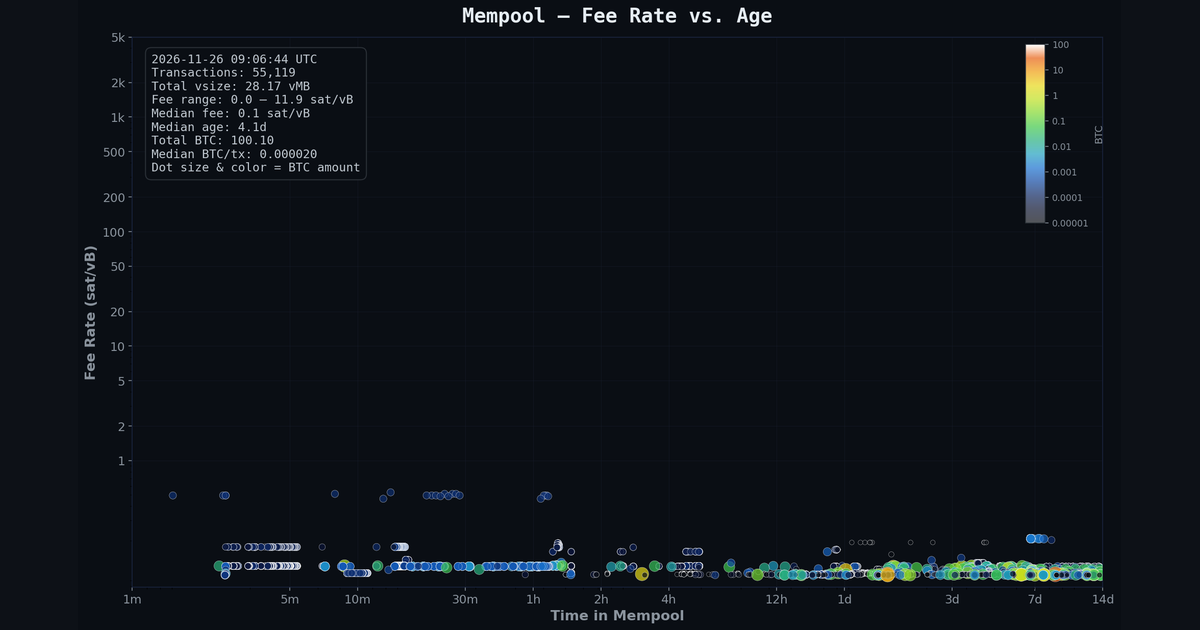 Mempool — Fee Rate vs. Age
2026-11-26 09:06:44 UTC
Transactions: 55,119
Total vsize: 28.17 vMB
Fee range: 0.0 — 11.9 sat/vB
Median fee: 0.1 sat/vB
Median age: 4.1d
Total BTC: 100.10
Median BTC/tx: 0.000020
Dot size & color = BTC amount
100
10
1
0.1
0.01
0.001
0.0001
0.00001
BTC
Fee Rate (sat/vB)
5k
2k
1k
500
200
100
50
20
10
5
2
1
1m 5m 10m 30m 1h 2h 4h 12h 1d 3d 7d 14d
Time in Mempool